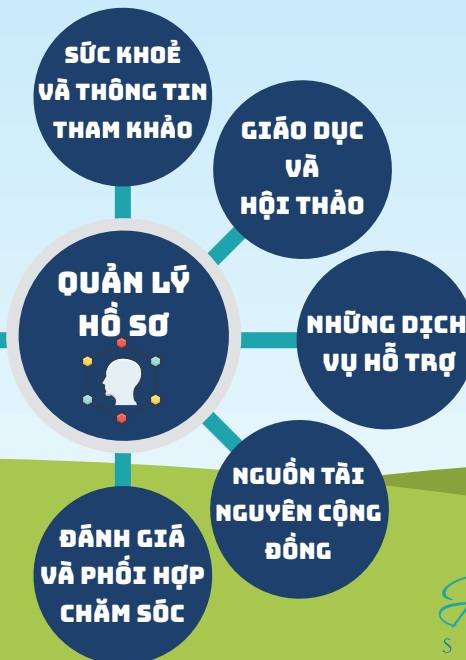 SỨC KHOẺ
VÀ THÔNG TIN
THAM KHẢO
GIÁO DỤC
VÀ
HỘI THẢO
QUẢN LÝ
HỒ SƠ
NHỮNG DỊCH
VỤ HỖ TRỢ
NGUỒN TÀI
NGUYÊN CỘNG
ĐỒNG
ĐÁNH GIÁ
VÀ PHỐI HỢP
CHĂM SÓC
S